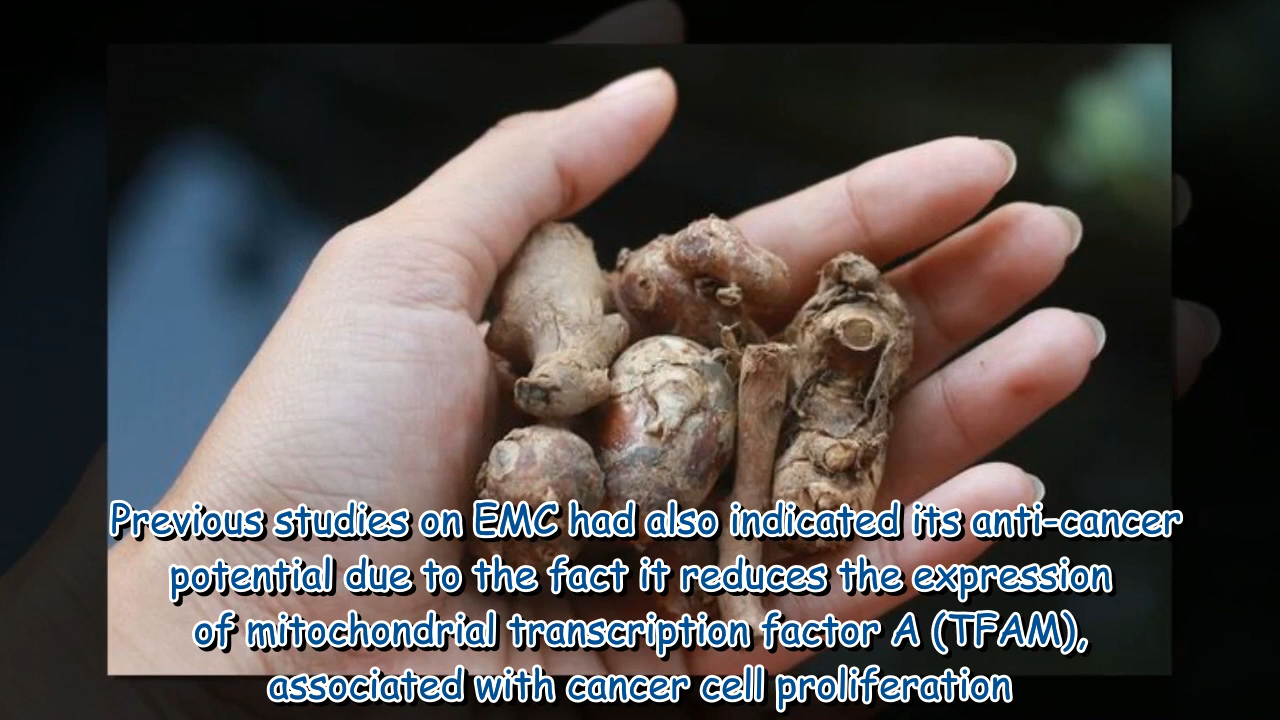 Previous studies on EMC had also indicated its anti-cancer
potential due to the fact it reduces the expression
of mitochondrial transcription factor A (TFAM),
associated with cancer cell proliferation